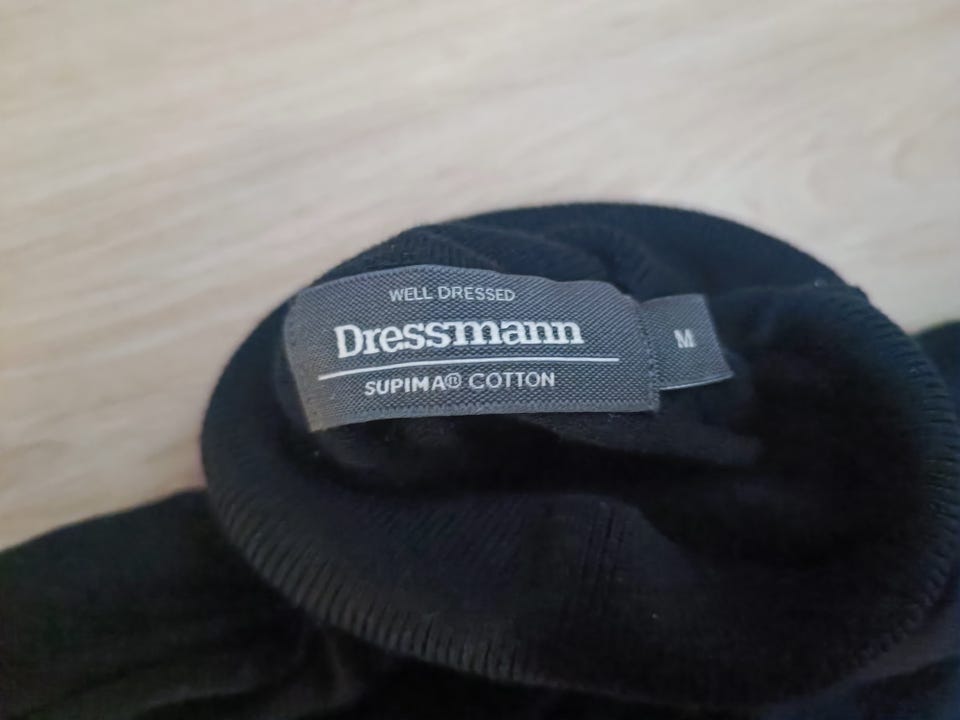 WELL DRESSED
Dressmann
SUPIMA® COTTON
M